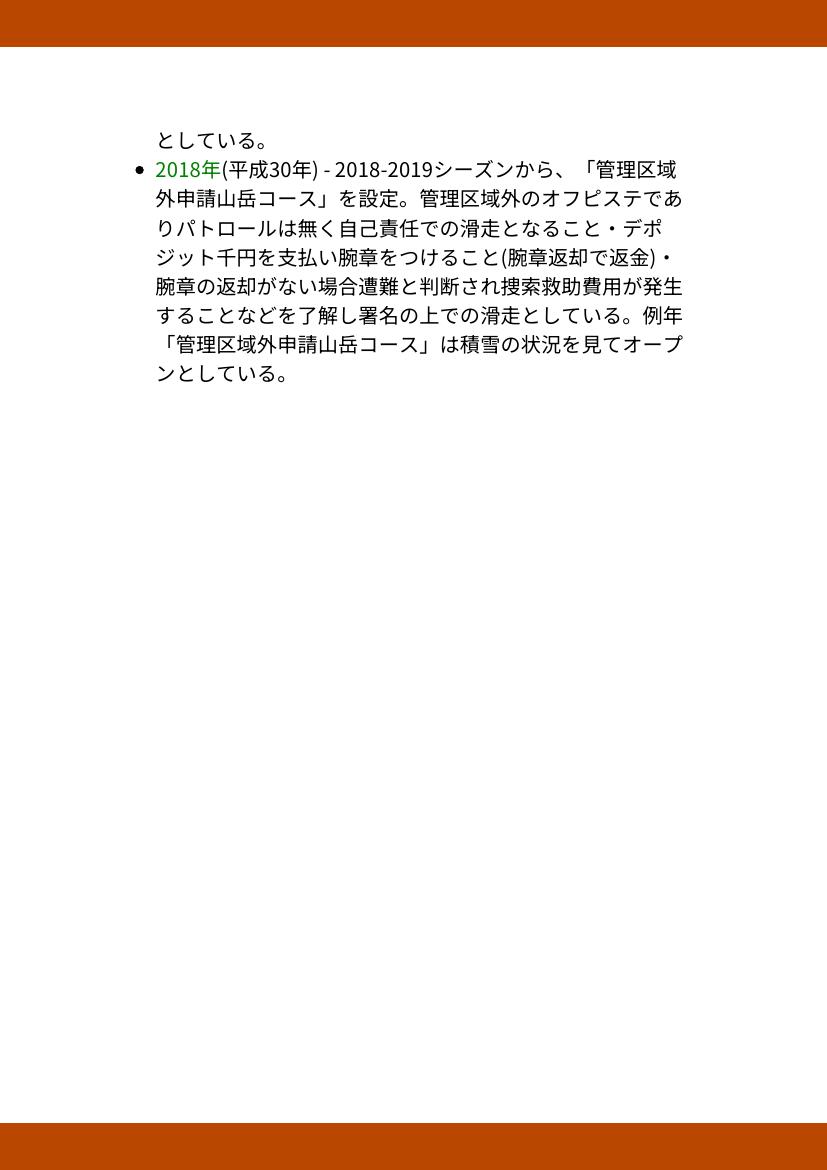 としている。
• 2018年(平成30年) - 2018-2019シーズンから、「管理区域
外申請山岳コース」を設定。管理区域外のオフピステであ
りパトロールは無く自己責任での滑走となること・デポ
ジット千円を支払い腕章をつけること(腕章返却で返金)・
腕章の返却がない場合遭難と判断され捜索救助費用が発生
することなどを了解し署名の上での滑走としている。例年
「管理区域外申請山岳コース」は積雪の状況を見てオープ
ンとしている。